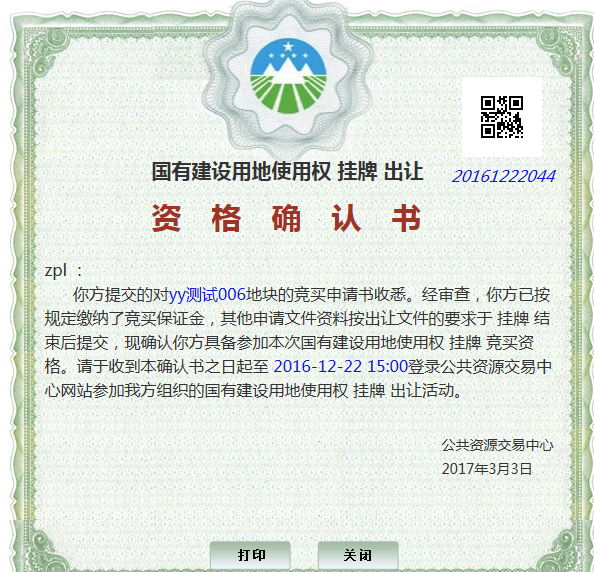 国有建设用地使用权 挂牌 出让
20161222044
资 格 确 认 书
zpl ：
你方提交的对yy测试006地块的竞买申请书收悉。经审查，你方已按
规定缴纳了竞买保证金，其他申请文件资料按出让文件的要求于 挂牌 结
束后提交，现确认你方具备参加本次国有建设用地使用权 挂牌 竞买资
格。请于收到本确认书之日起至 2016-12-22 15:00登录公共资源交易中
心网站参加我方组织的国有建设用地使用权 挂牌 出让活动。
公共资源交易中心
2017年3月3日
打印 关闭